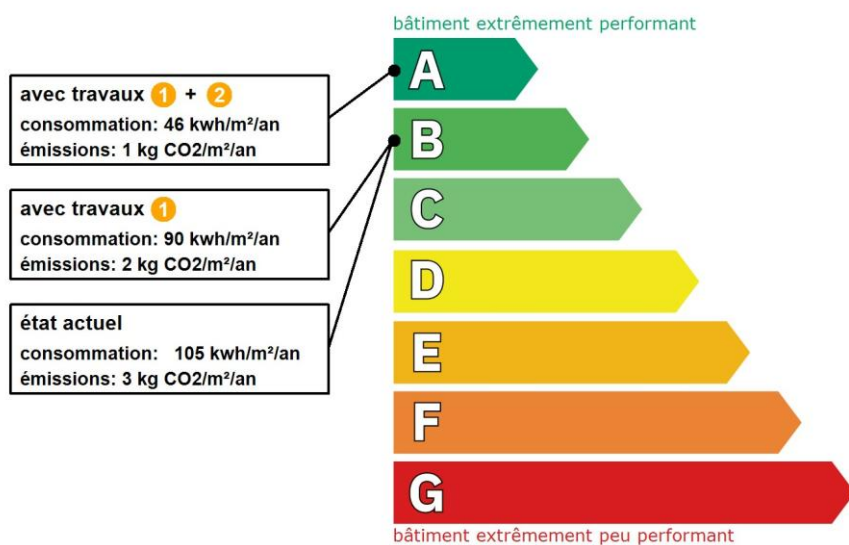 bâtiment extrêmement performant
avec travaux 1 + 2
consommation: 46 kwh/m²/an
émissions: 1 kg CO2/m²/an
avec travaux 1
consommation: 90 kwh/m²/an
émissions: 2 kg CO2/m²/an
état actuel
consommation: 105 kwh/m²/an
émissions: 3 kg CO2/m²/an
A
B
C
D
E
F
G
bâtiment extrêmement peu performant